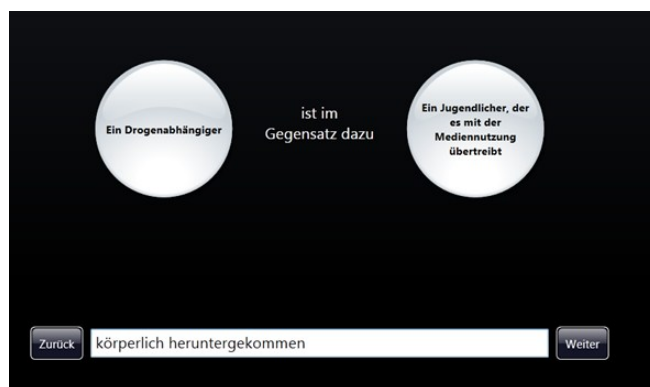 Ein Drogenabhängiger
ist im
Gegensatz dazu
Ein Jugendlicher, der
es mit der
Mediennutzung
übertreibt
Zurück
körperlich heruntergekommen
Weiter